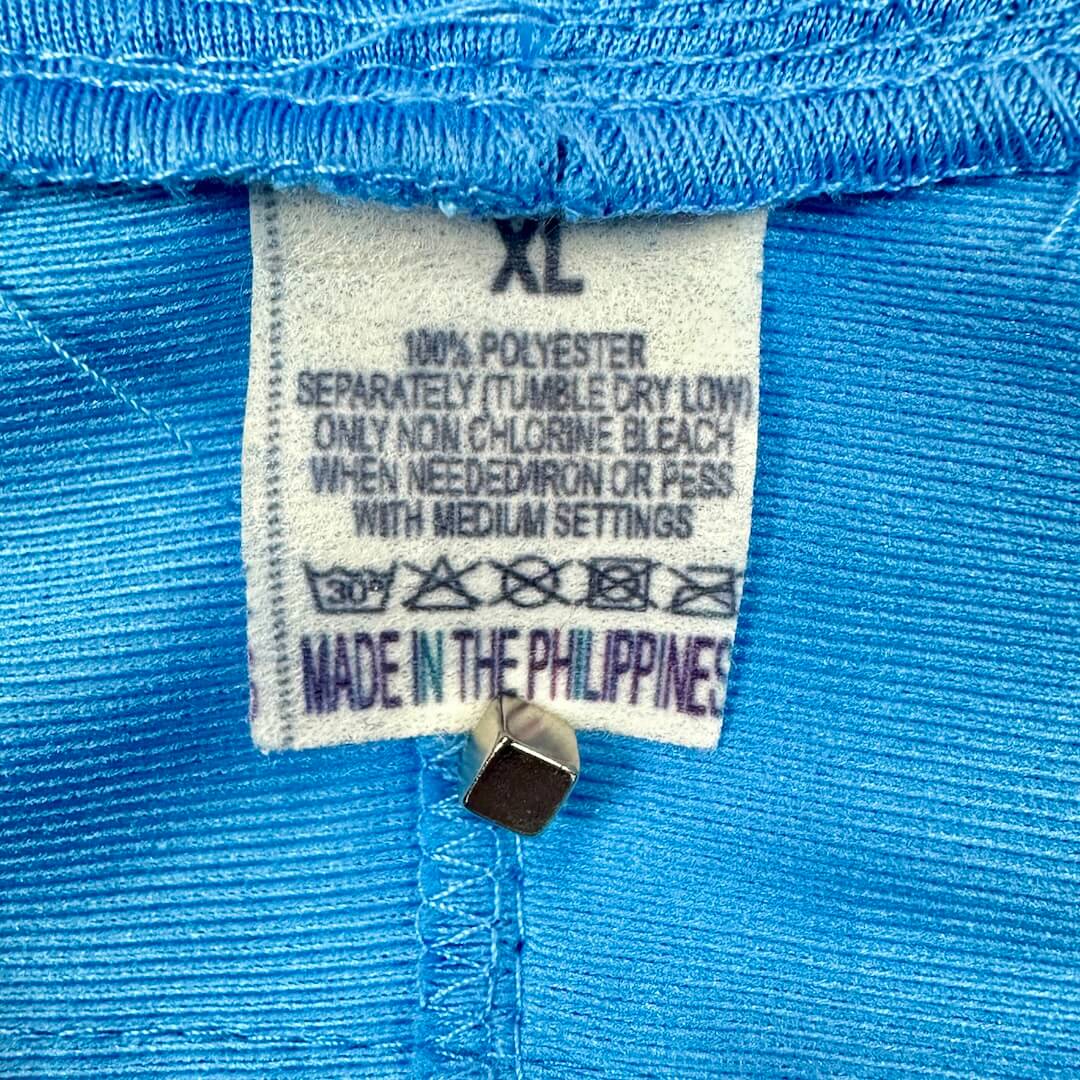 XL
100% POLYESTER
SEPARATELY (TUMBLE DRY LOW)
ONLY NON CHLORINE BLEACH
WHEN NEEDED/IRON OR PESS
WITH MEDIUM SETTINGS
30°
MADE IN THE PHILIPPINES